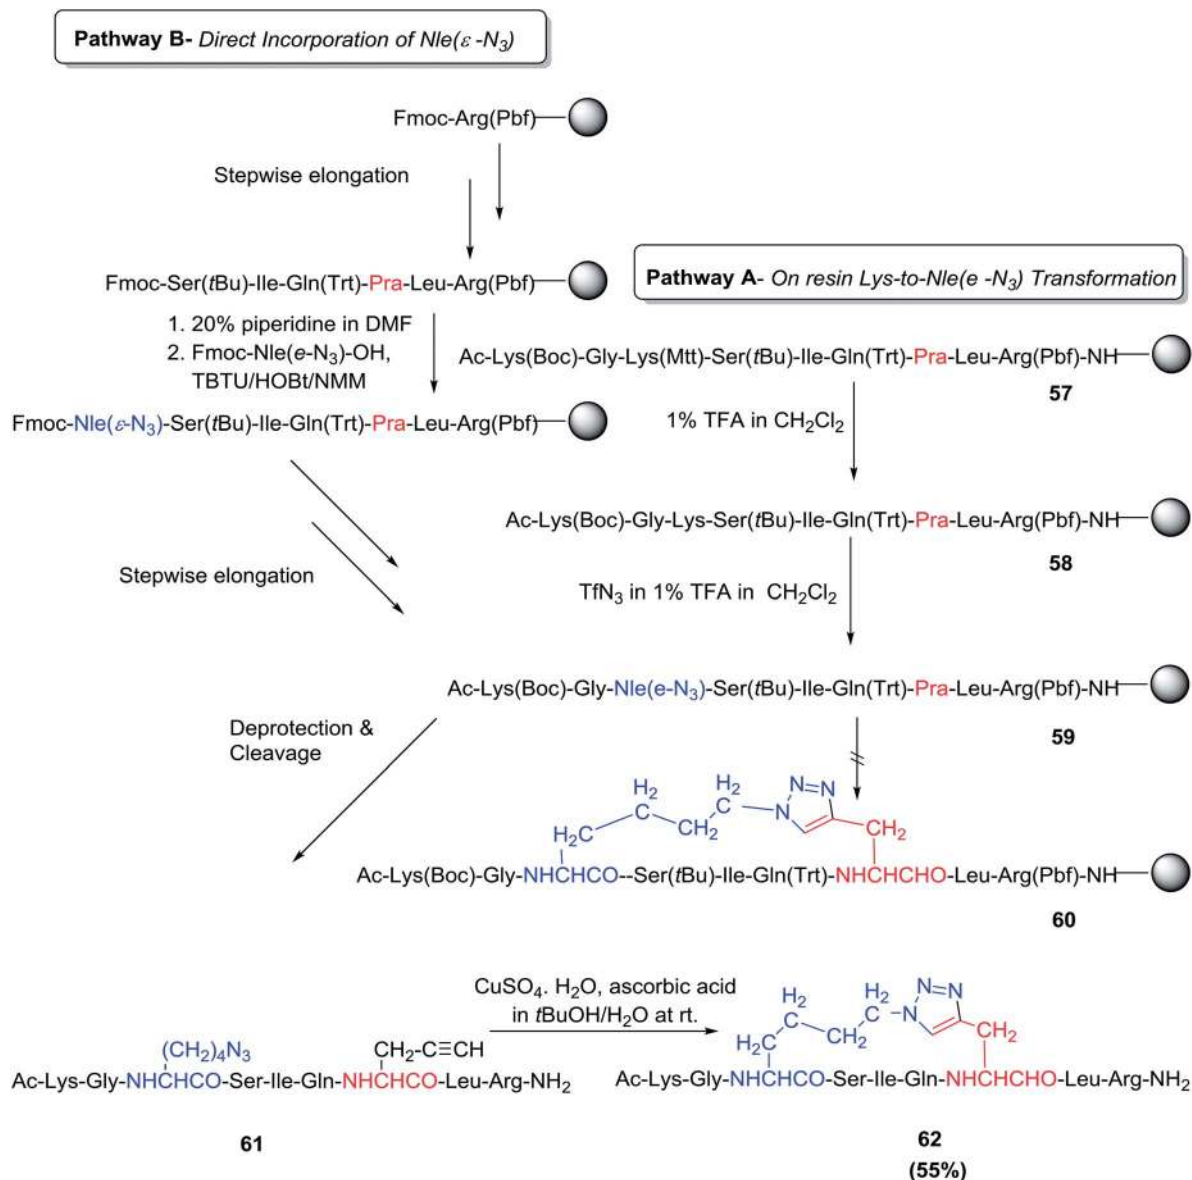 Pathway B- Direct Incorporation of Nle(ε -N3)
Fmoc-Arg(Pbf)
Stepwise elongation
Fmoc-Ser(tBu)-Ile-Gln(Trt)-Pra-Leu-Arg(Pbf)
1. 20% piperidine in DMF
2. Fmoc-Nle(e-N3)-OH,
TBTU/HOBt/NMM
Fmoc-Nle(ε-N3)-Ser(tBu)-Ile-Gln(Trt)-Pra-Leu-Arg(Pbf)
Stepwise elongation
Pathway A- On resin Lys-to-Nle(e -N3) Transformation
Ac-Lys(Boc)-Gly-Lys(Mtt)-Ser(tBu)-Ile-Gln(Trt)-Pra-Leu-Arg(Pbf)-NH
57
1% TFA in CH2Cl2
Ac-Lys(Boc)-Gly-Lys-Ser(tBu)-Ile-Gln(Trt)-Pra-Leu-Arg(Pbf)-NH
58
TfN3 in 1% TFA in CH2Cl2
Ac-Lys(Boc)-Gly-Nle(e-N3)-Ser(tBu)-Ile-Gln(Trt)-Pra-Leu-Arg(Pbf)-NH
59
Deprotection &
Cleavage
H2 H2 N=N
C C N N
H2C CH2 CH2
Ac-Lys(Boc)-Gly-NHCHCO--Ser(tBu)-Ile-Gln(Trt)-NHCHCHO-Leu-Arg(Pbf)-NH
60
CuSO4. H2O, ascorbic acid
in tBuOH/H2O at rt.
(CH2)4N3 CH2-C≡CH
Ac-Lys-Gly-NHCHCO-Ser-Ile-Gln-NHCHCO-Leu-Arg-NH2
61
H2 H2 N=N
C C N N
H2C CH2 CH2
Ac-Lys-Gly-NHCHCO-Ser-Ile-Gln-NHCHCHO-Leu-Arg-NH2
62
(55%)